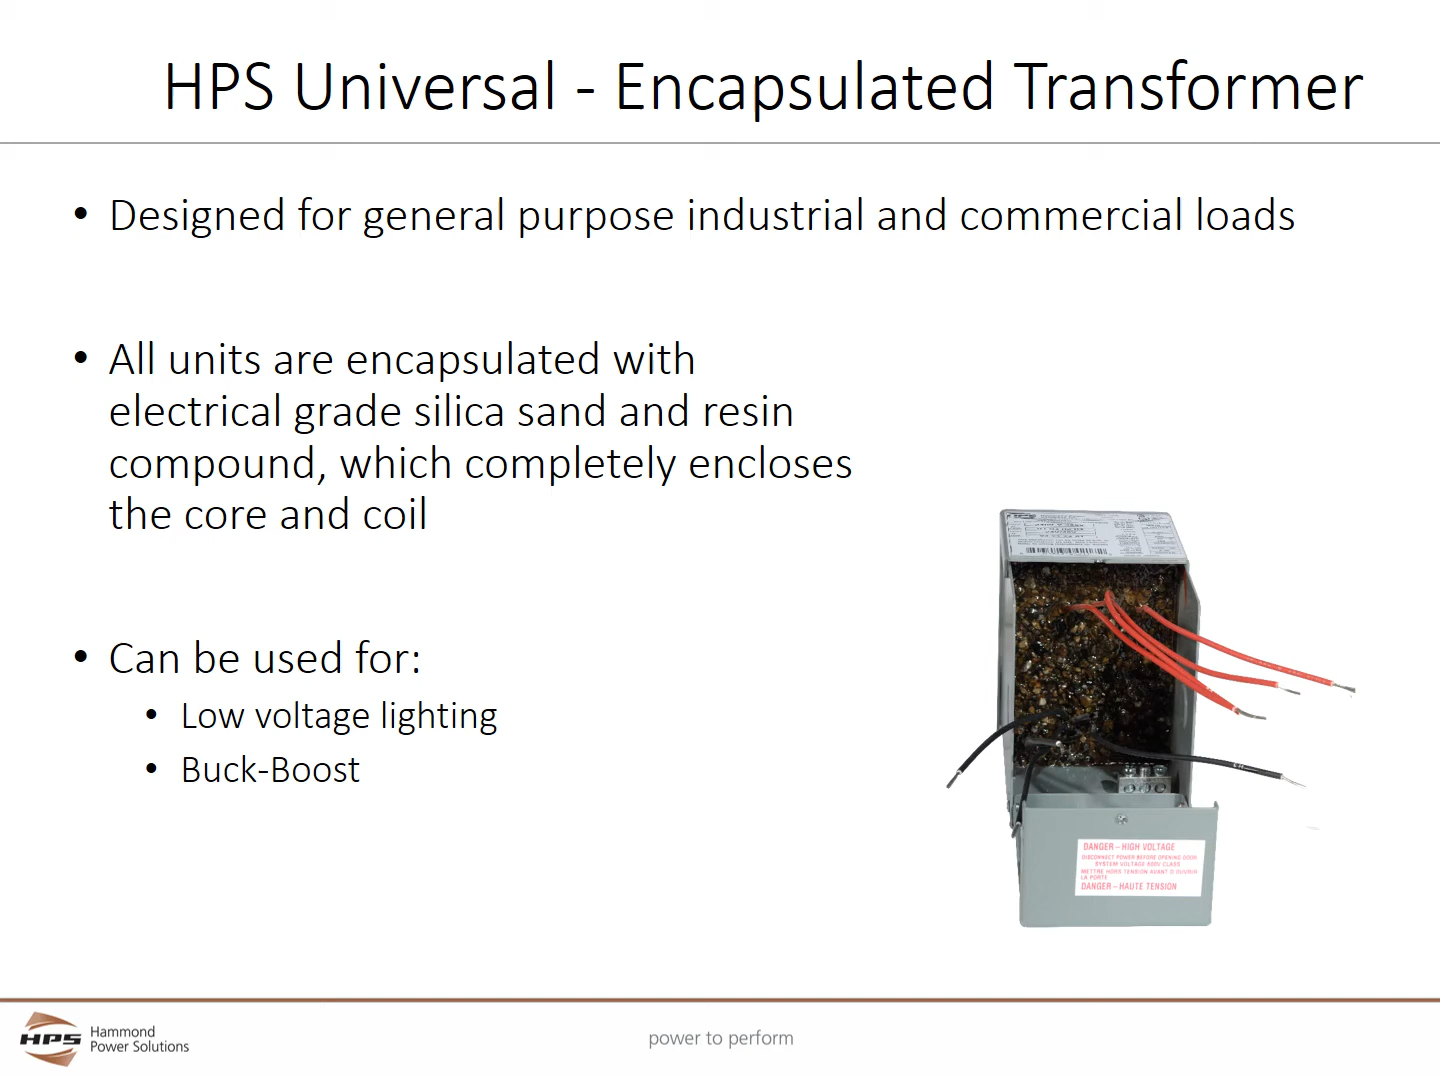 HPS Universal - Encapsulated Transformer
• Designed for general purpose industrial and commercial loads
• All units are encapsulated with
electrical grade silica sand and resin
compound, which completely encloses
the core and coil
• Can be used for:
• Low voltage lighting
• Buck-Boost
DANGER – HIGH VOLTAGE
DISCONNECT POWER BEFORE OPENING DOOR
SYSTEM VOLTAGE 600V CLASS
METTRE HORS TENSION AVANT D'OUVRIR
LA PORTE
DANGER – HAUTE TENSION
HPS
Hammond
Power Solutions
power to perform